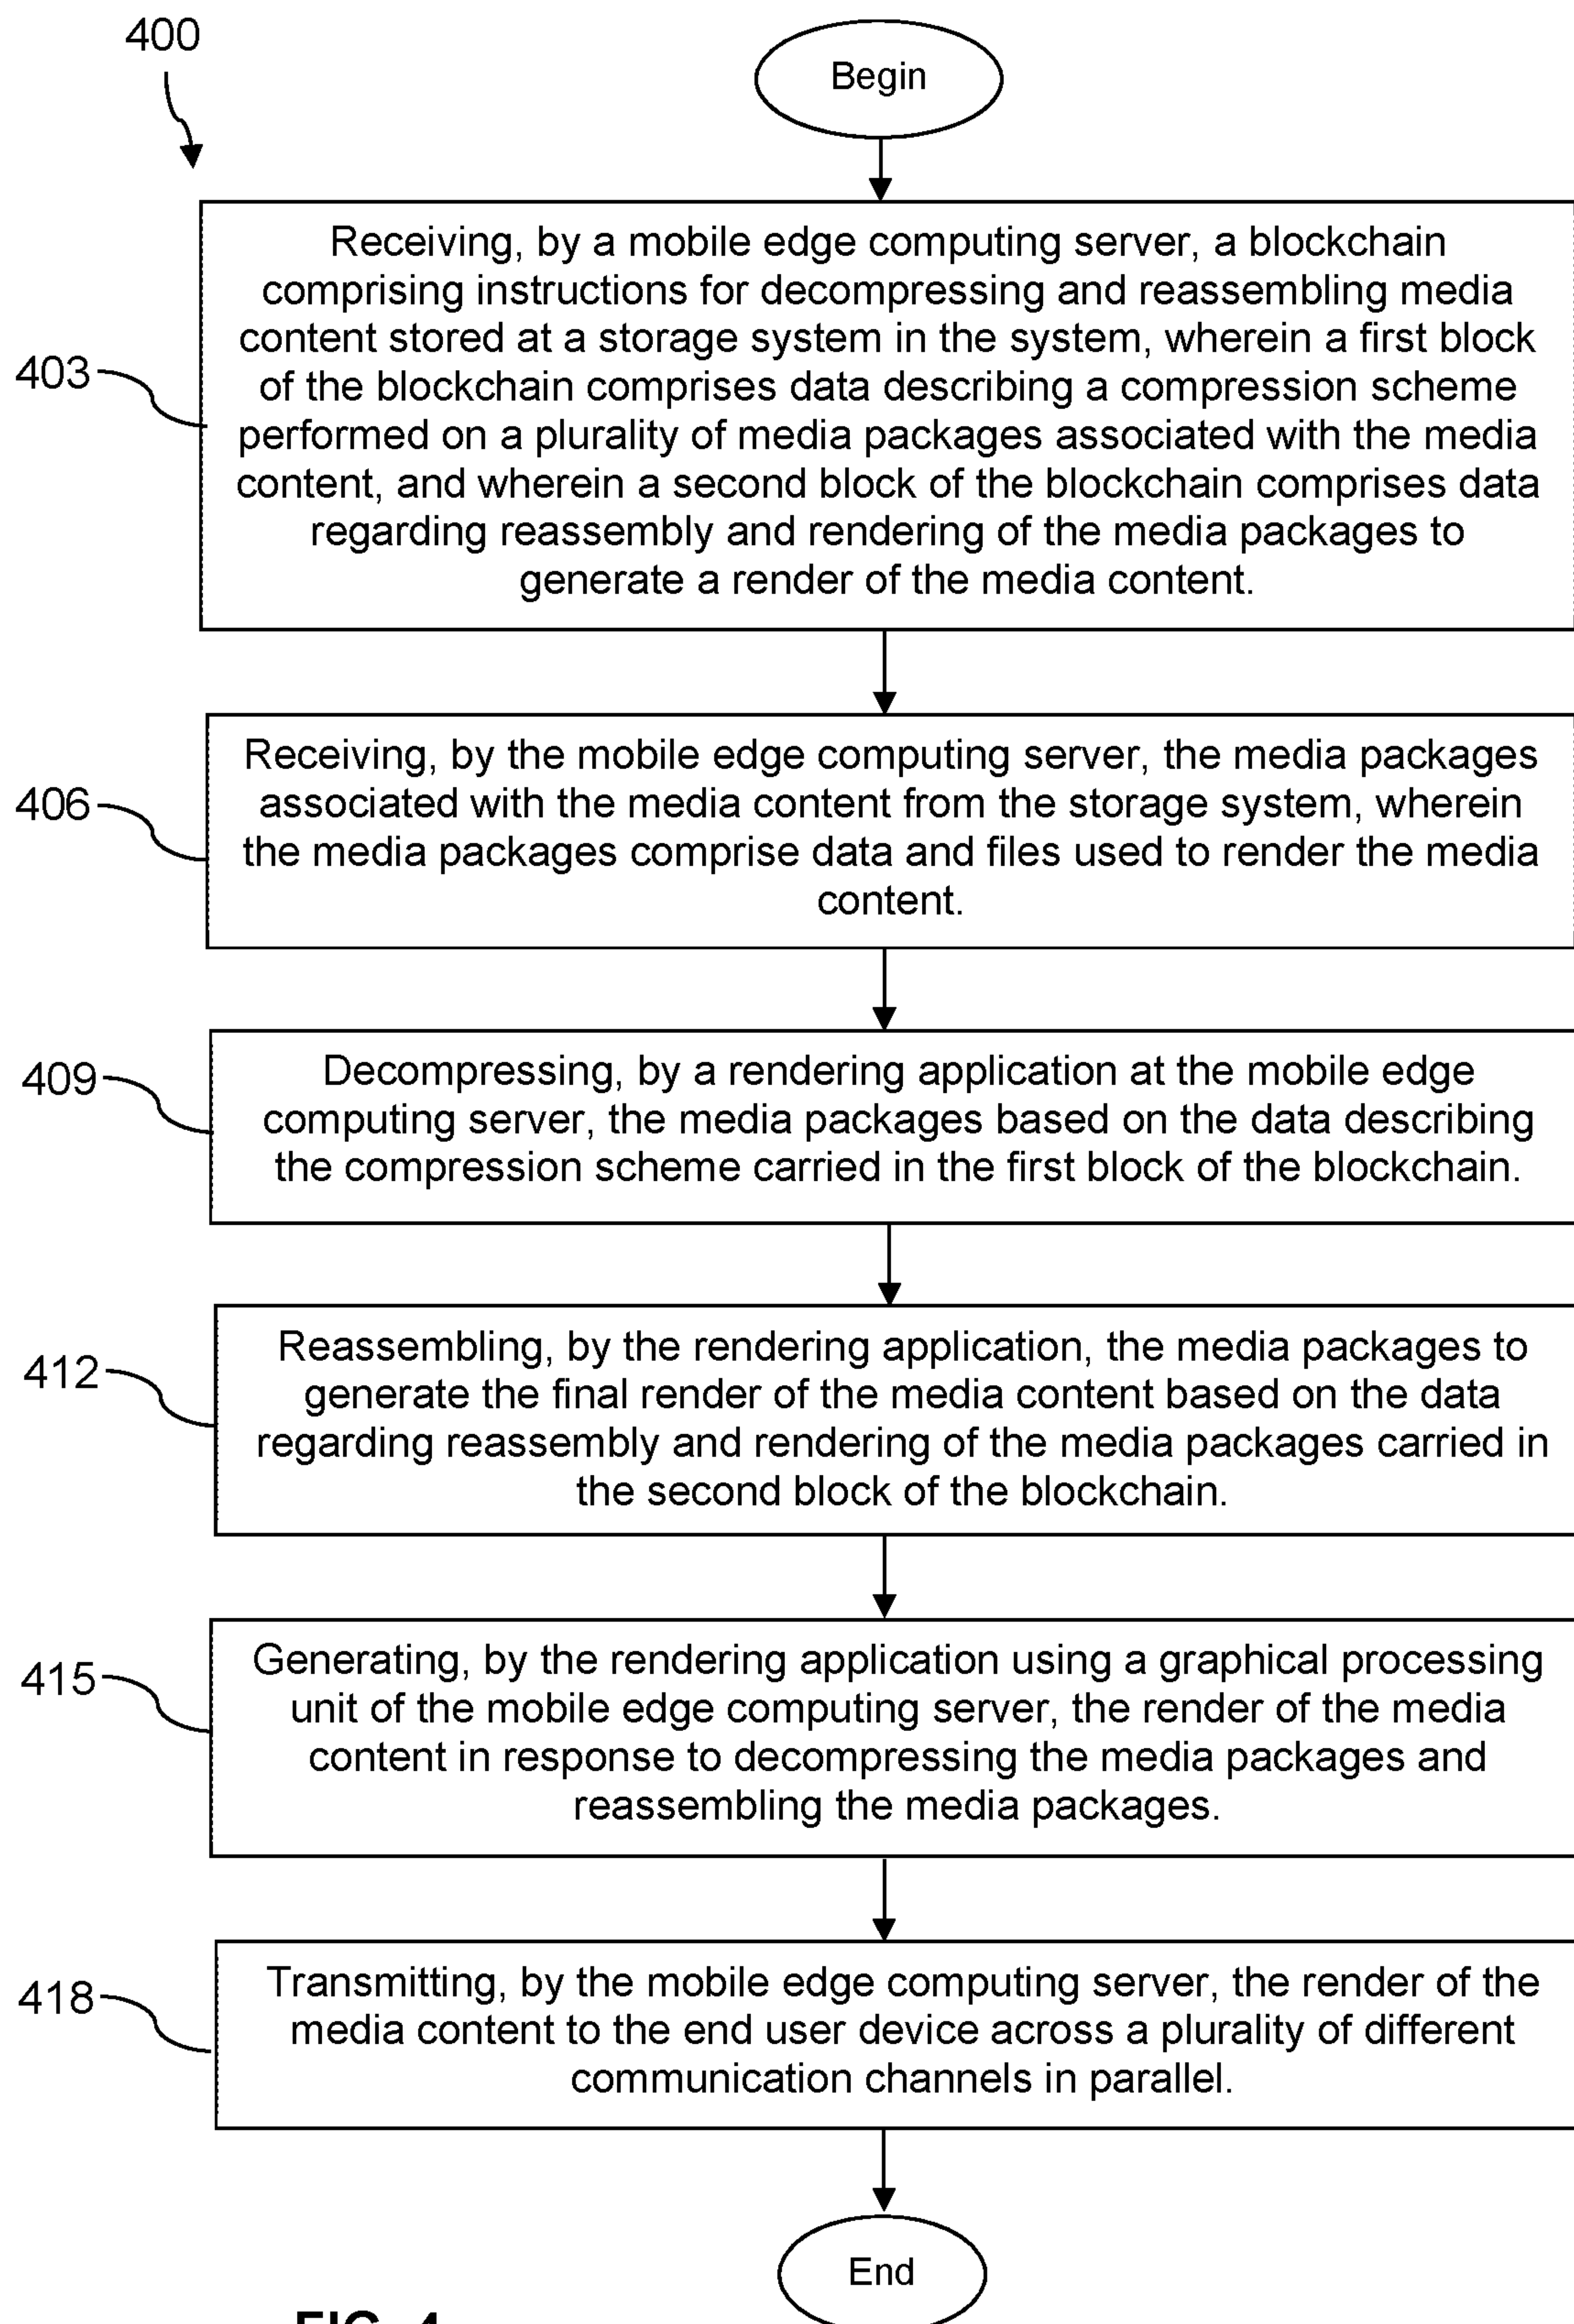 400
Begin
403
Receiving, by a mobile edge computing server, a blockchain
comprising instructions for decompressing and reassembling media
content stored at a storage system in the system, wherein a first block
of the blockchain comprises data describing a compression scheme
performed on a plurality of media packages associated with the media
content, and wherein a second block of the blockchain comprises data
regarding reassembly and rendering of the media packages to
generate a render of the media content.
406
Receiving, by the mobile edge computing server, the media packages
associated with the media content from the storage system, wherein
the media packages comprise data and files used to render the media
content.
409
Decompressing, by a rendering application at the mobile edge
computing server, the media packages based on the data describing
the compression scheme carried in the first block of the blockchain.
412
Reassembling, by the rendering application, the media packages to
generate the final render of the media content based on the data
regarding reassembly and rendering of the media packages carried in
the second block of the blockchain.
415
Generating, by the rendering application using a graphical processing
unit of the mobile edge computing server, the render of the media
content in response to decompressing the media packages and
reassembling the media packages.
418
Transmitting, by the mobile edge computing server, the render of the
media content to the end user device across a plurality of different
communication channels in parallel.
End
FIG. 4